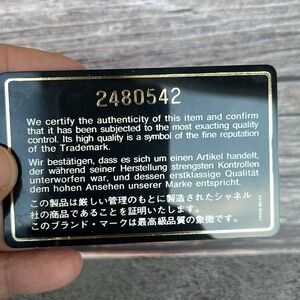 2480542
We certify the authenticity of this item and confirm
that it has been subjected to the most exacting quality
control. Its high quality is a symbol of the fine reputation
of the Trademark.
Wir bestätigen, dass es sich um einen Artikel handelt,
der während seiner Herstellung strengsten Kontrollen
unterworfen war, und dessen erstklassige Qualität
dem hohen Ansehen unserer Marke entspricht.
この製品は厳しい管理のもとに製造されたシャネル
社の商品であることを証明いたします。
このブランド・マークは最高級品質の象徴です。